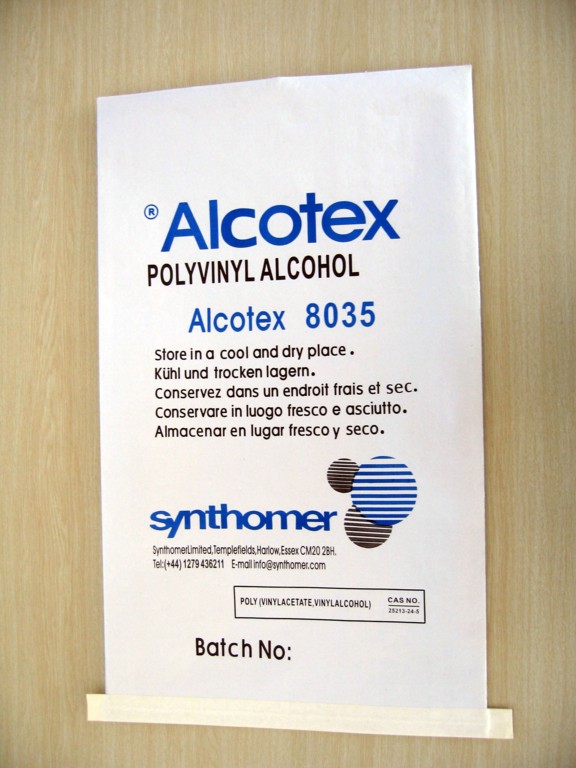 ® Alcotex
POLYVINYL ALCOHOL
Alcotex 8035
Store in a cool and dry place.
Kühl und trocken lagern.
Conservez dans un endroit frais et sec.
Conservare in luogo fresco e asciutto.
Almacenar en lugar fresco y seco.
synthomer
SynthomerLimited,Templefields,Harlow,Essex CM20 2BH.
Tel:(+44) 1279 436211 E-mail info@synthomer.com
POLY (VINYLACETATE,VINYLALCOHOL) CAS NO.
25213-24-5
Batch No: